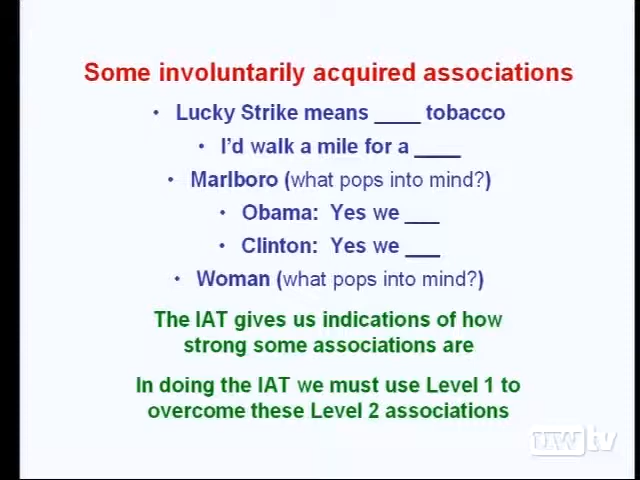 Some involuntarily acquired associations
• Lucky Strike means ____ tobacco
• I'd walk a mile for a ____
• Marlboro (what pops into mind?)
• Obama: Yes we ___
• Clinton: Yes we ___
• Woman (what pops into mind?)
The IAT gives us indications of how
strong some associations are
In doing the IAT we must use Level 1 to
overcome these Level 2 associations
UWtv